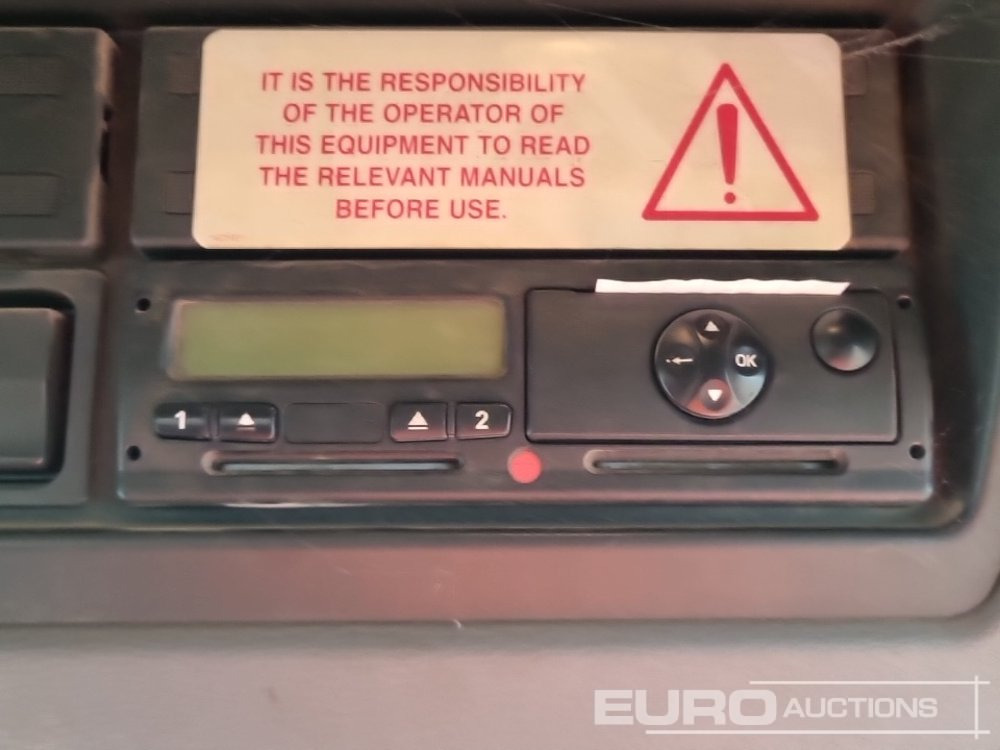 IT IS THE RESPONSIBILITY
OF THE OPERATOR OF
THIS EQUIPMENT TO READ
THE RELEVANT MANUALS
BEFORE USE.
OK
1 2
EURO AUCTIONS